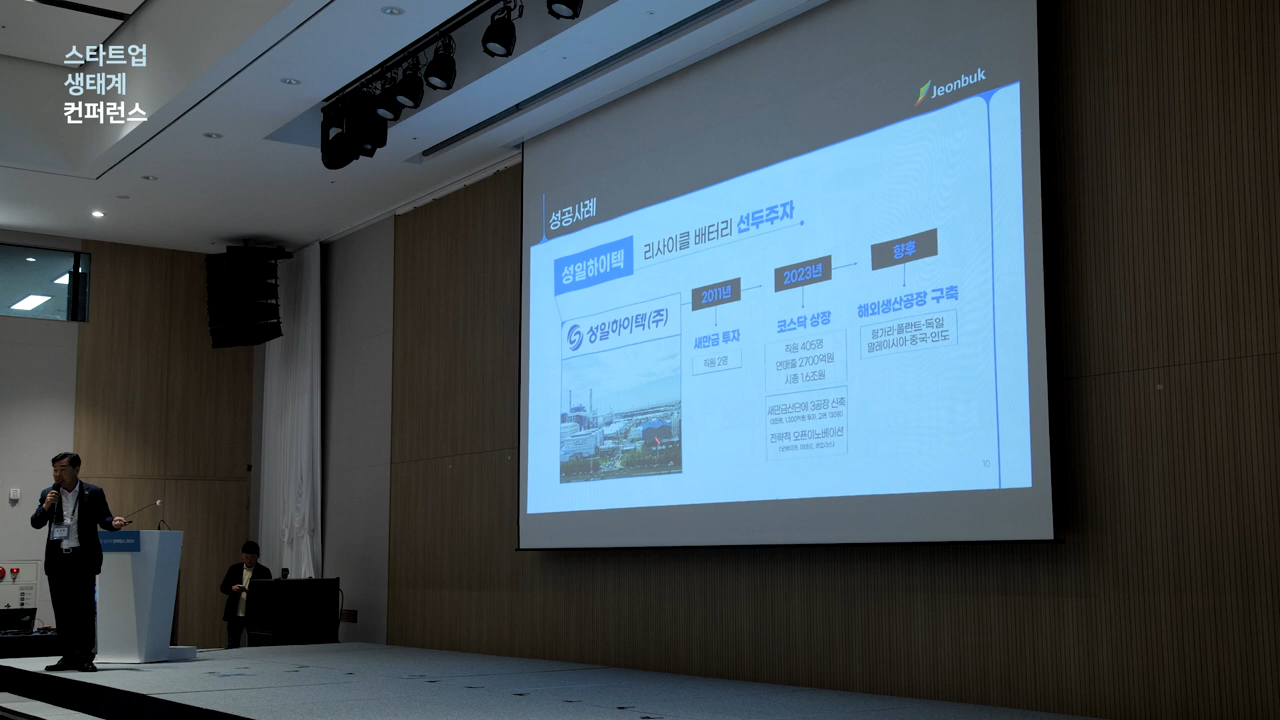 스타트업
생태계
컨퍼런스
Jeonbuk
성공사례
성일하이텍
리사이클 배터리 선두주자
성일하이텍(주)
2011년
새만금 투자
직원 2명
2023년
코스닥 상장
직원 405명
연매출 2700억원
시총 1.6조원
새만금산단에 3공장 신축
전략적 오픈이노베이션
향후
해외생산공장 구축
헝가리·폴란트·독일
말레이시아·중국·인도
10